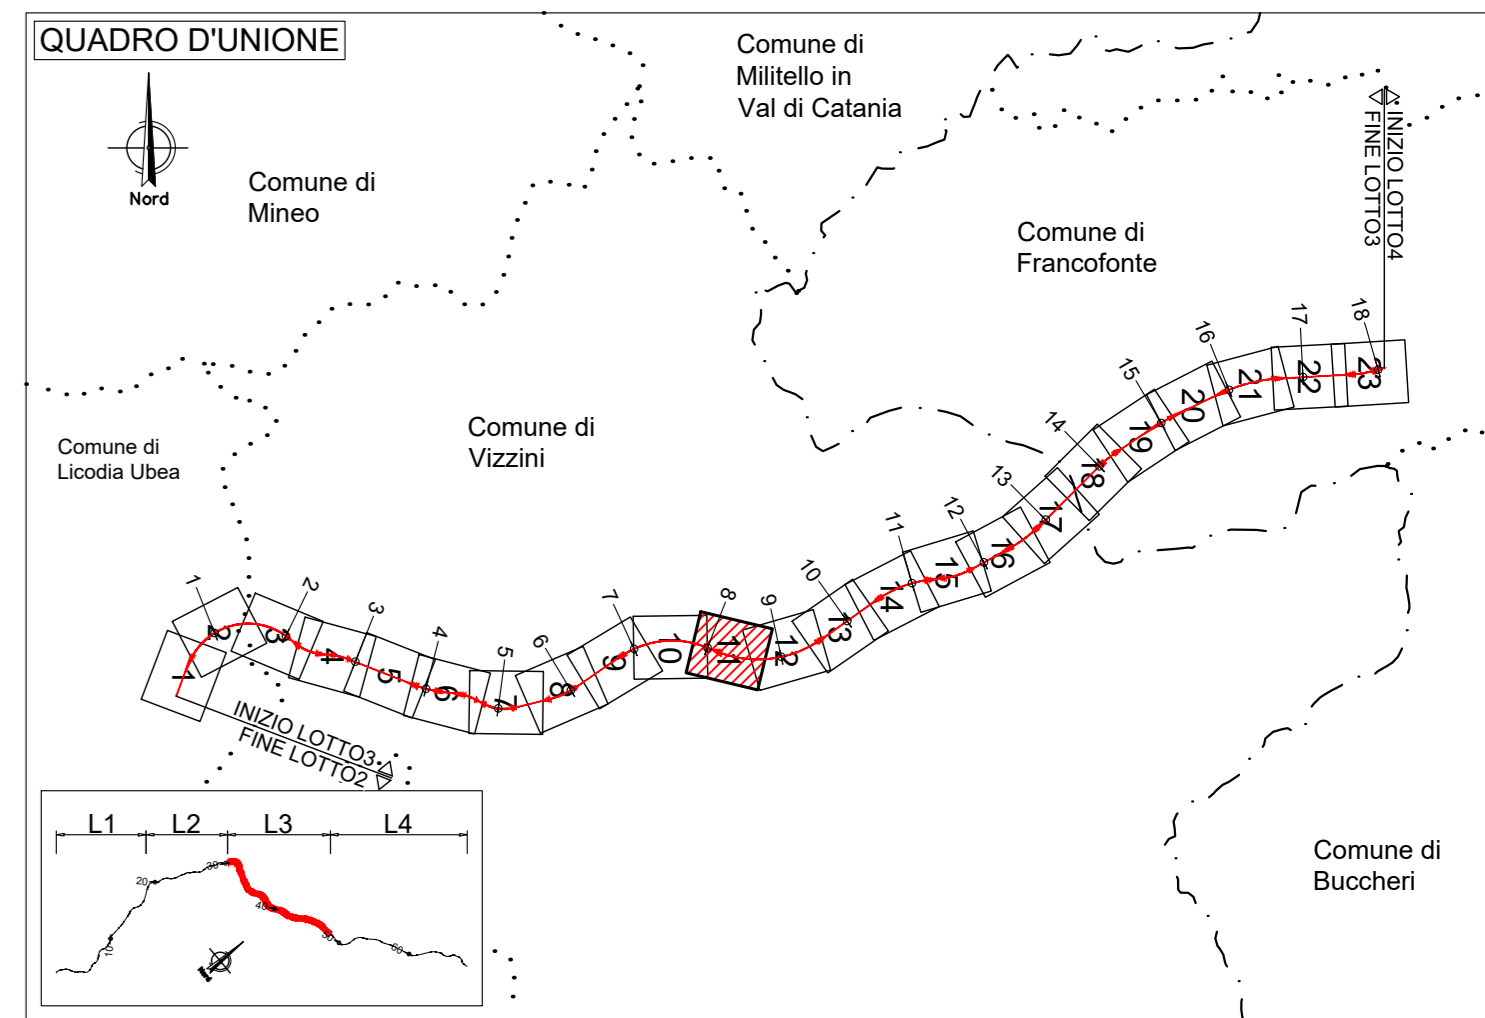 QUADRO D'UNIONE
Nord
Comune di
Mineo
Comune di
Militello in
Val di Catania
Comune di
Francofonte
INIZIO LOTTO4
FINE LOTTO3
Comune di
Licodia Ubea
Comune di
Vizzini
Comune di
Buccheri
1
2
3
4
5
6
7
8
9
10
11
12
13
14
15
16
17
18
1
2
3
4
5
6
7
8
9
10
11
12
13
14
15
16
17
18
19
20
21
22
23
INIZIO LOTTO3
FINE LOTTO2
L1 L2 L3 L4
10
20
30
40
50
60
Nord